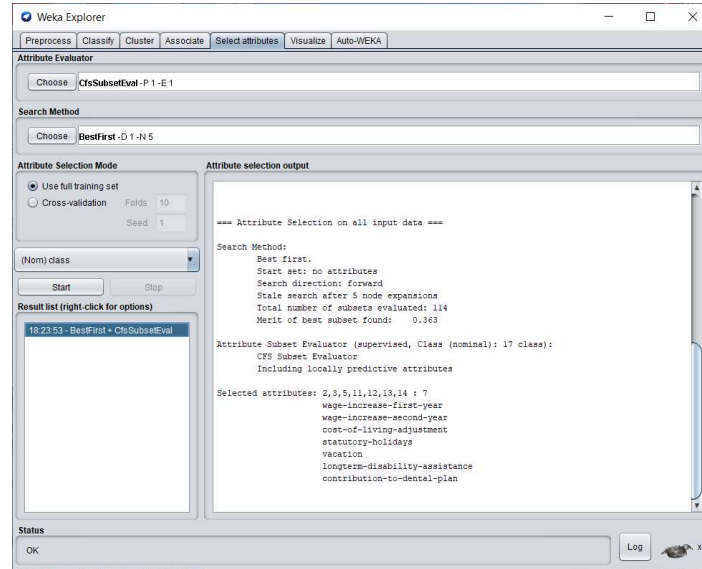 Weka Explorer
Preprocess Classify Cluster Associate Select attributes Visualize Auto-WEKA
Attribute Evaluator
Choose CfsSubsetEval -P 1 -E 1
Search Method
Choose BestFirst -D 1 -N 5
Attribute Selection Mode
Use full training set
Cross-validation Folds 10
Seed 1
(Nom) class
Start Stop
Result list (right-click for options)
18:23:53 - BestFirst + CfsSubsetEval
Attribute selection output
=== Attribute Selection on all input data ===
Search Method:
Best first.
Start set: no attributes
Search direction: forward
Stale search after 5 node expansions
Total number of subsets evaluated: 114
Merit of best subset found: 0.363
Attribute Subset Evaluator (supervised, Class (nominal): 17 class):
CFS Subset Evaluator
Including locally predictive attributes
Selected attributes: 2,3,5,11,12,13,14 : 7
wage-increase-first-year
wage-increase-second-year
cost-of-living-adjustment
statutory-holidays
vacation
longterm-disability-assistance
contribution-to-dental-plan
Status
OK
Log
x